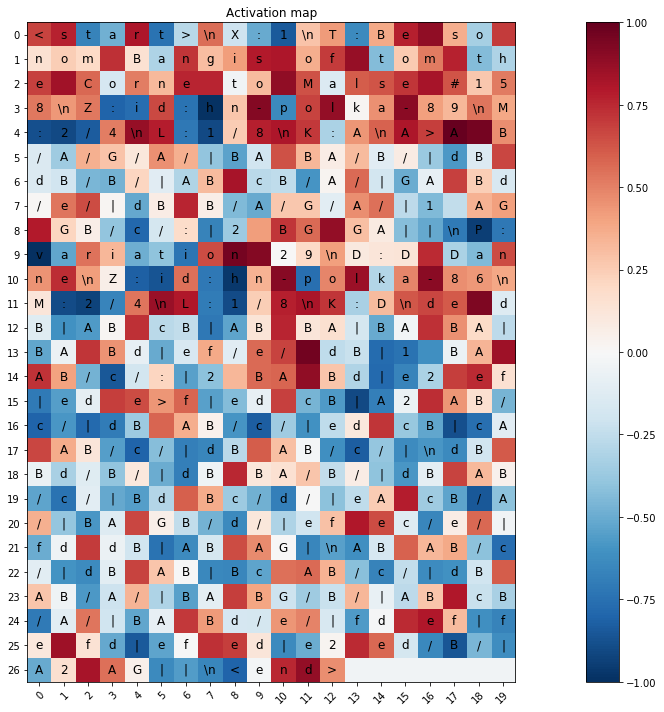 Activation map
0 < s t a r t > \n X : 1 \n T : B e s o
1 n o m B a n g i s o f t o m t h
2 e C o r n e t o M a l s e # 1 5
3 8 \n Z : i d : h n - p o l k a - 8 9 \n M
4 : 2 / 4 \n L : 1 / 8 \n K : A \n A > A B
5 / A / G / A / | B A B A / B / | d B
6 d B / B / | A B c B / A / | G A B d
7 / e / | d B B / A / G / A / | 1 A G
8 G B / c / : | 2 B G G A | | \n P :
9 v a r i a t i o n 2 9 \n D : D D a n
10 n e \n Z : i d : h n - p o l k a - 8 6 \n
11 M : 2 / 4 \n L : 1 / 8 \n K : D \n d e d
12 B | A B c B | A B B A | B A B A |
13 B A B d | e f / e / d B | 1 B A
14 A B / c / : | 2 B A B d | e 2 e f
15 | e d e > f | e d c B | A 2 A B /
16 c / | d B A B / c / | e d c B | c A
17 A B / c / | d B A B / c / | \n d B
18 B d / B / | d B B A / B / | d B A B
19 / c / | B d B c / d / | e A c B / A
20 / | B A G B / d / | e f e c / e / |
21 f d d B | A B A G | \n A B A B / c
22 / | d B A B | B c A B / c / | d B
23 A B / A / | B A B G / B / | A B c B
24 / A / | B A B d / e / | f d e f | f
25 e f d | e f e d | e 2 e d / B / |
26 A 2 A G | | \n < e n d >
0 1 2 3 4 5 6 7 8 9 10 11 12 13 14 15 16 17 18 19
1.00
0.75
0.50
0.25
0.00
−0.25
−0.50
−0.75
−1.00